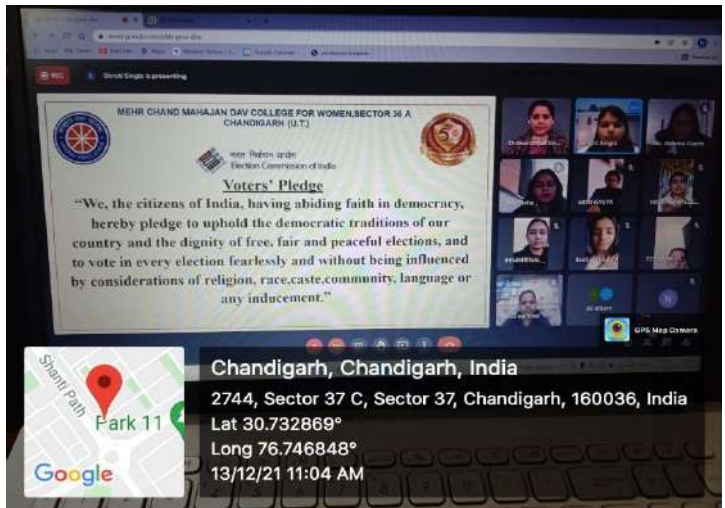 REC
Shruti Singla is presenting
MEHR CHAND MAHAJAN DAV COLLEGE FOR WOMEN,SECTOR 36 A
CHANDIGARH (U.T.)
भारत निर्वाचन आयोग
Election Commission of India
Voters' Pledge
“We, the citizens of India, having abiding faith in democracy,
hereby pledge to uphold the democratic traditions of our
country and the dignity of free, fair and peaceful elections, and
to vote in every election fearlessly and without being influenced
by considerations of religion, race,caste,community, language or
any inducement.”
N
GPS Map Camera
Shanti Path
Park 11
Google
Chandigarh, Chandigarh, India
2744, Sector 37 C, Sector 37, Chandigarh, 160036, India
Lat 30.732869°
Long 76.746848°
13/12/21 11:04 AM